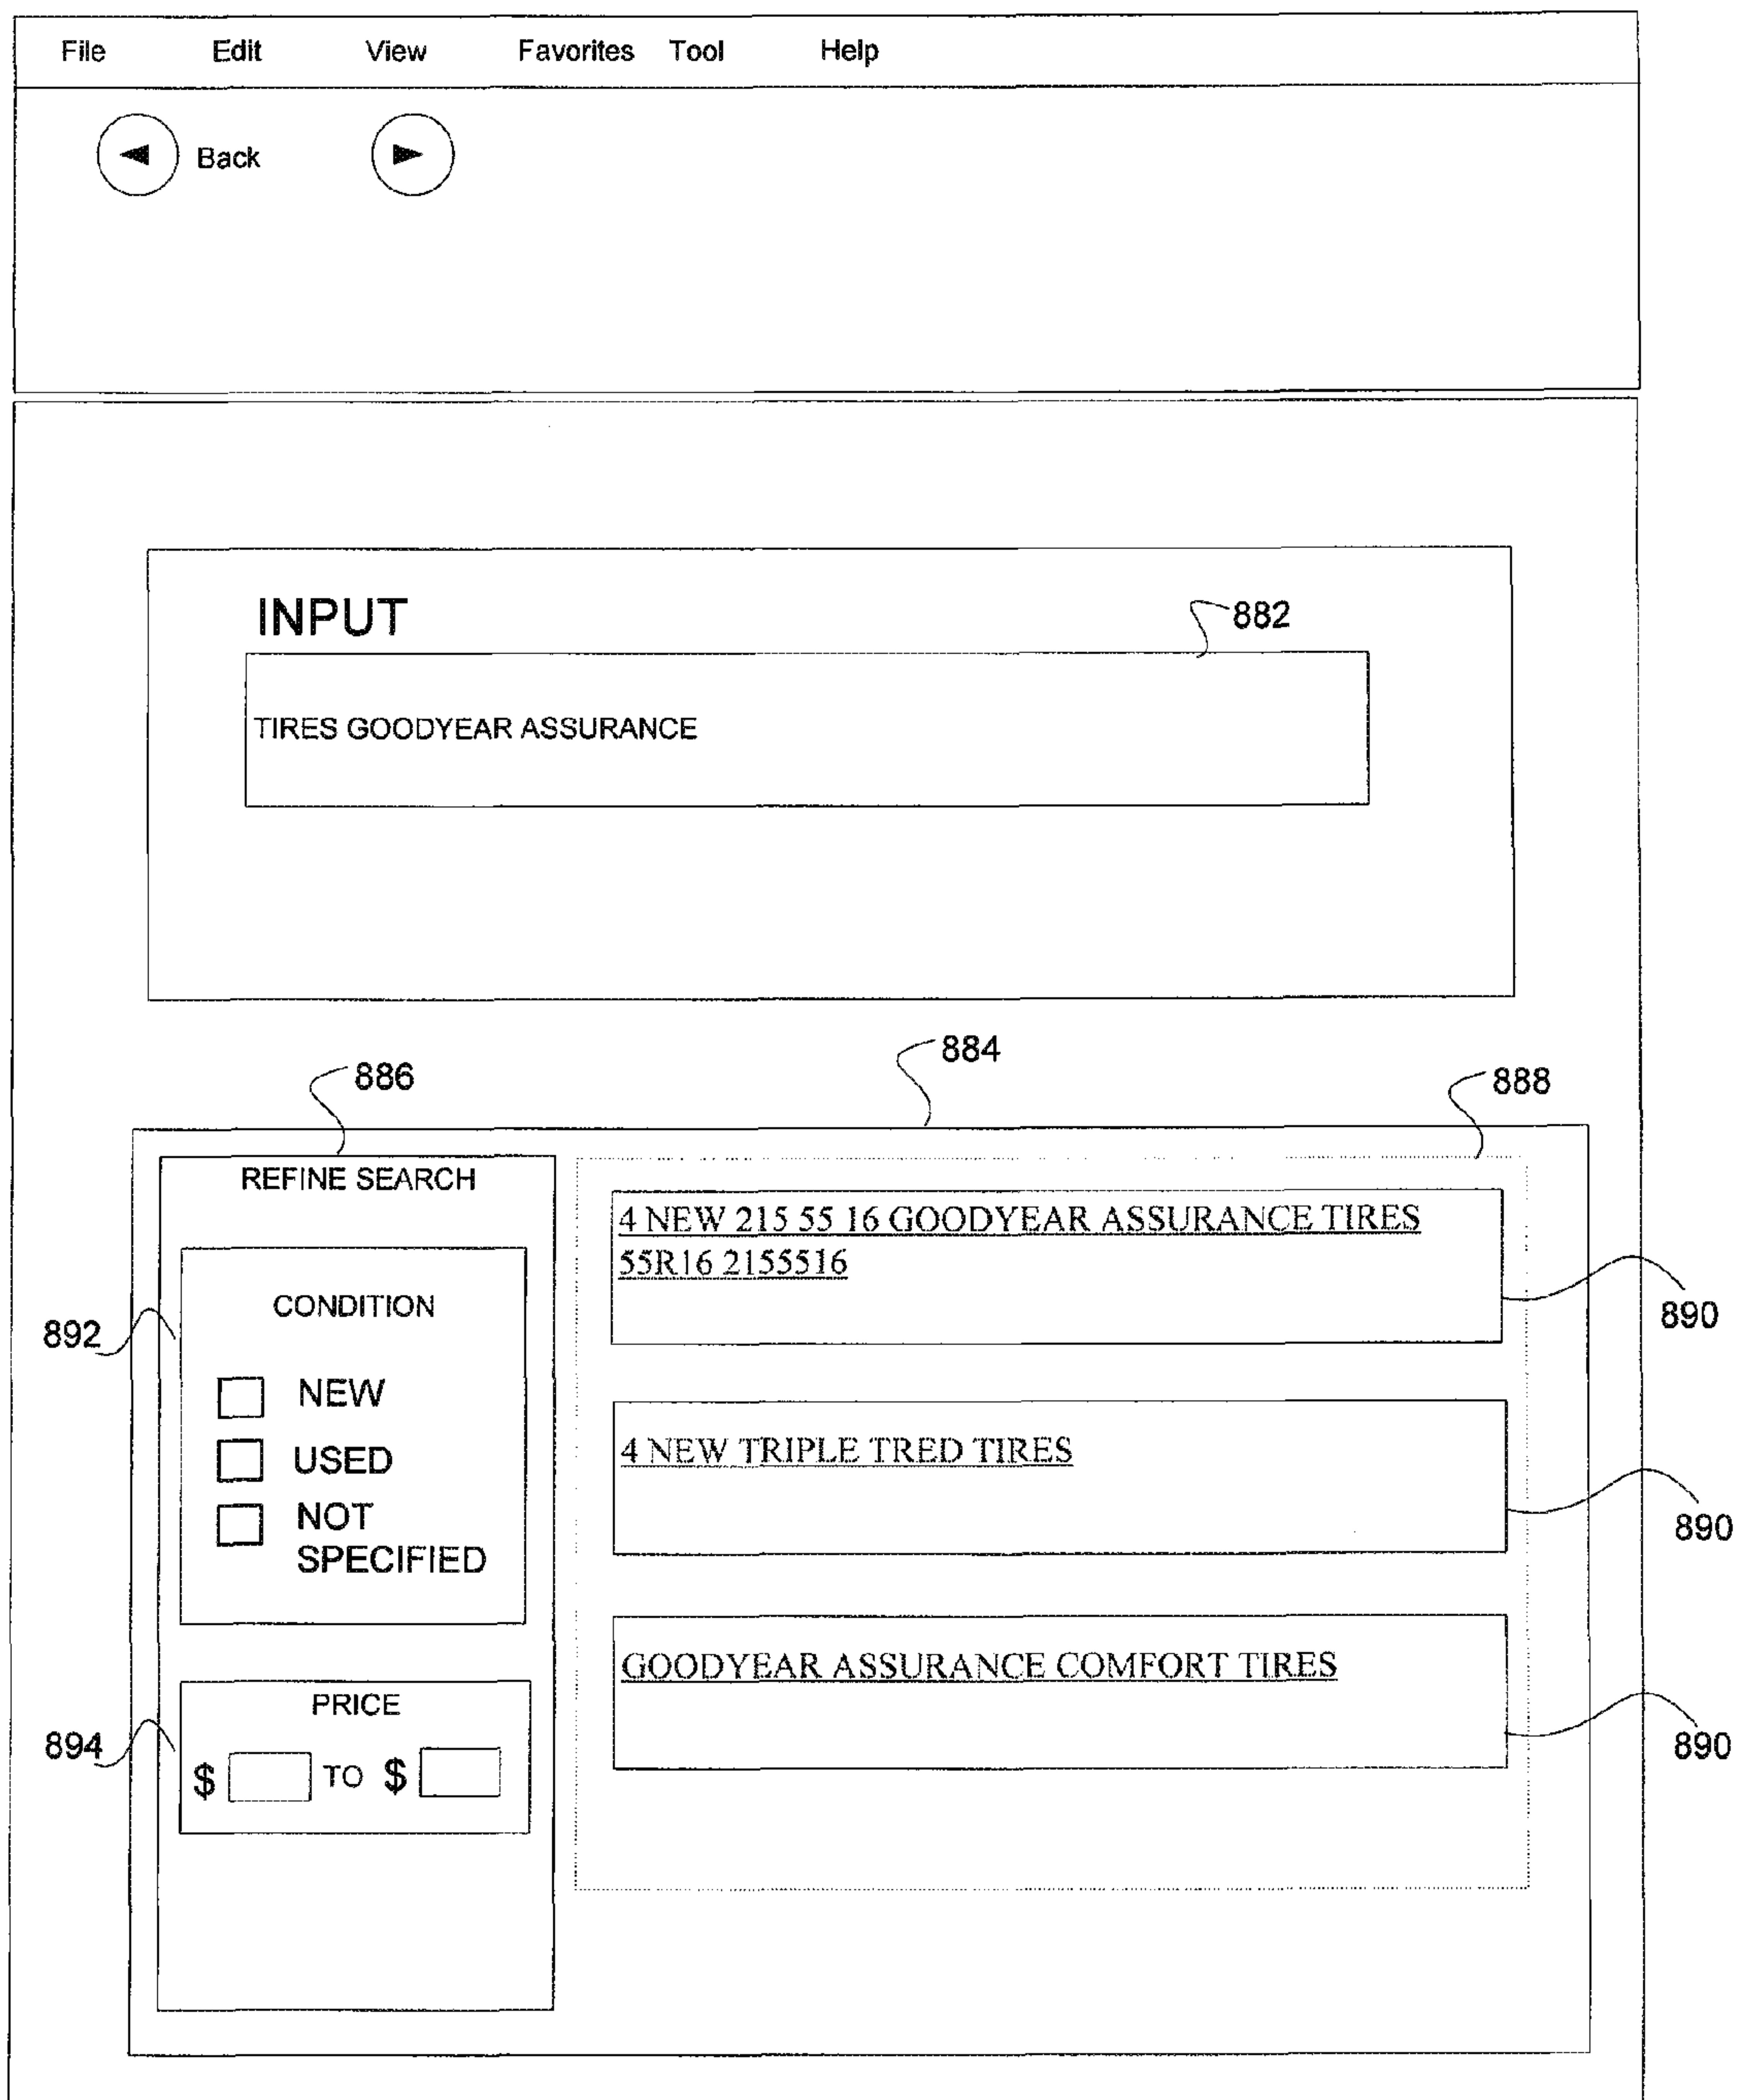 File Edit View Favorites Tool Help
Back
INPUT
882
TIRES GOODYEAR ASSURANCE
884
886
888
REFINE SEARCH
CONDITION
892
NEW
USED
NOT
SPECIFIED
PRICE
894
$ TO $
4 NEW 215 55 16 GOODYEAR ASSURANCE TIRES
55R16 2155516
890
4 NEW TRIPLE TRED TIRES
890
GOODYEAR ASSURANCE COMFORT TIRES
890